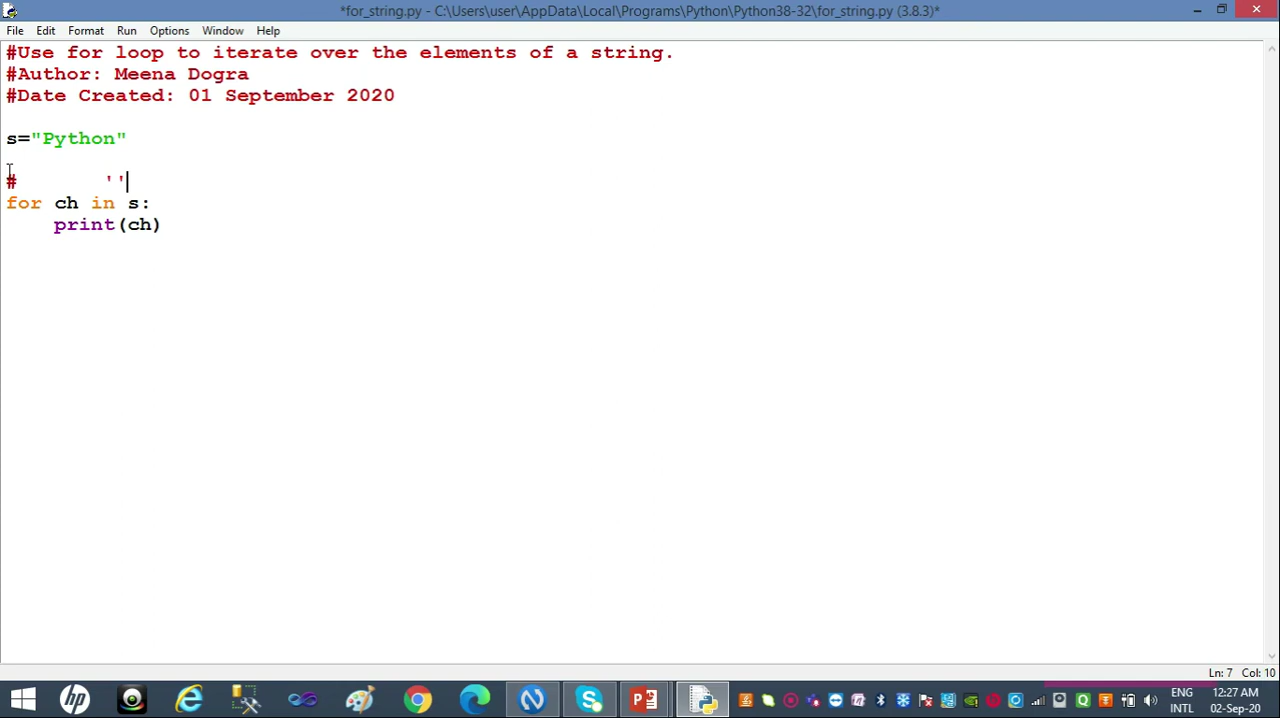 *for_string.py - C:\Users\user\AppData\Local\Programs\Python\Python38-32\for_string.py (3.8.3)*
File Edit Format Run Options Window Help
#Use for loop to iterate over the elements of a string.
#Author: Meena Dogra
#Date Created: 01 September 2020
s="Python"
#        ''
for ch in s:
    print(ch)
Ln: 7 Col: 10
ENG 12:27 AM
INTL 02-Sep-20